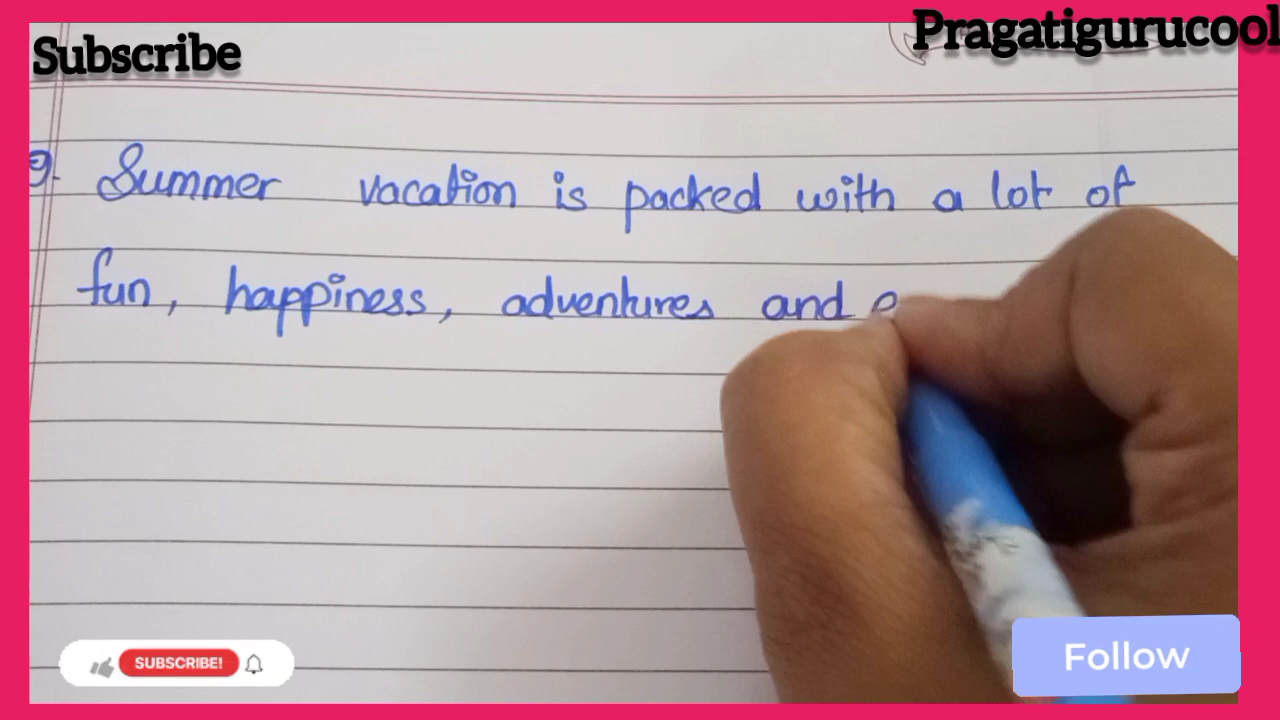 Subscribe
Pragatigurucool
9. Summer vacation is packed with a lot of
fun, happiness, adventures and e
SUBSCRIBE!
Follow